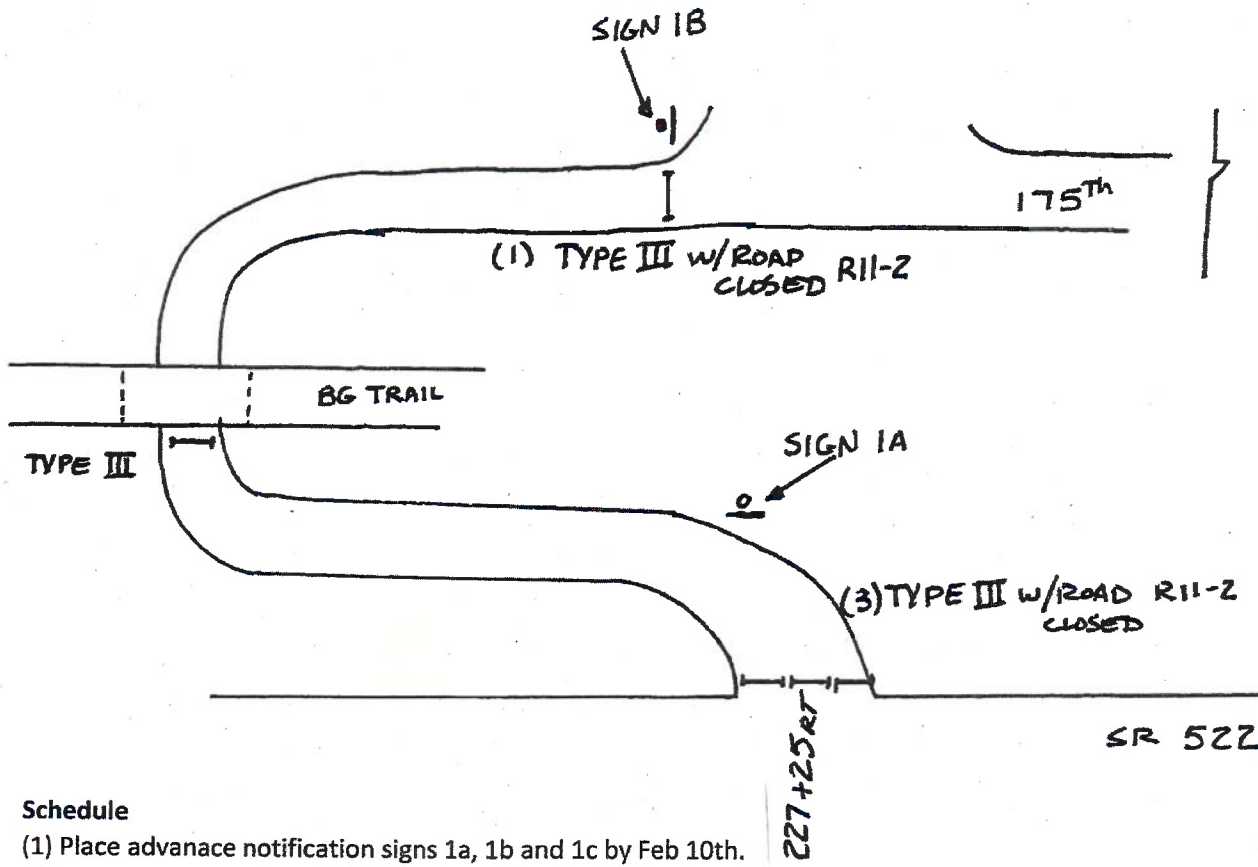 SIGN 1B
175Th
(1) TYPE III w/ROAD R11-2
CLOSED
BG TRAIL
TYPE III
SIGN 1A
(3) TYPE III w/ROAD R11-2
CLOSED
227+25 RT
SR 522
Schedule
(1) Place advanace notification signs 1a, 1b and 1c by Feb 10th.